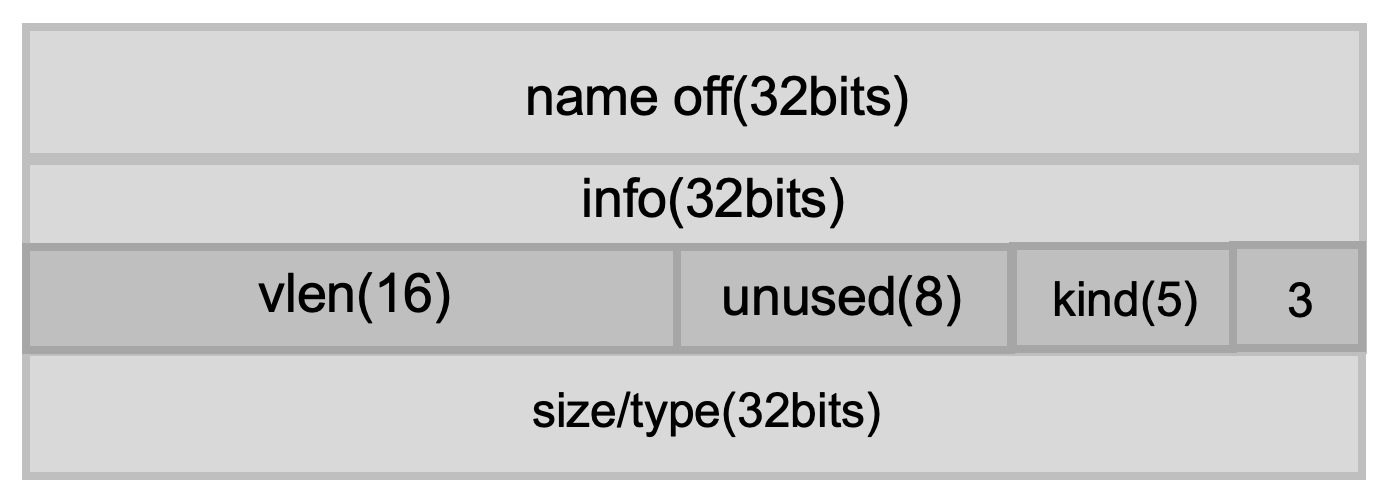 name off(32bits)
info(32bits)
vlen(16) unused(8) kind(5) 3
size/type(32bits)